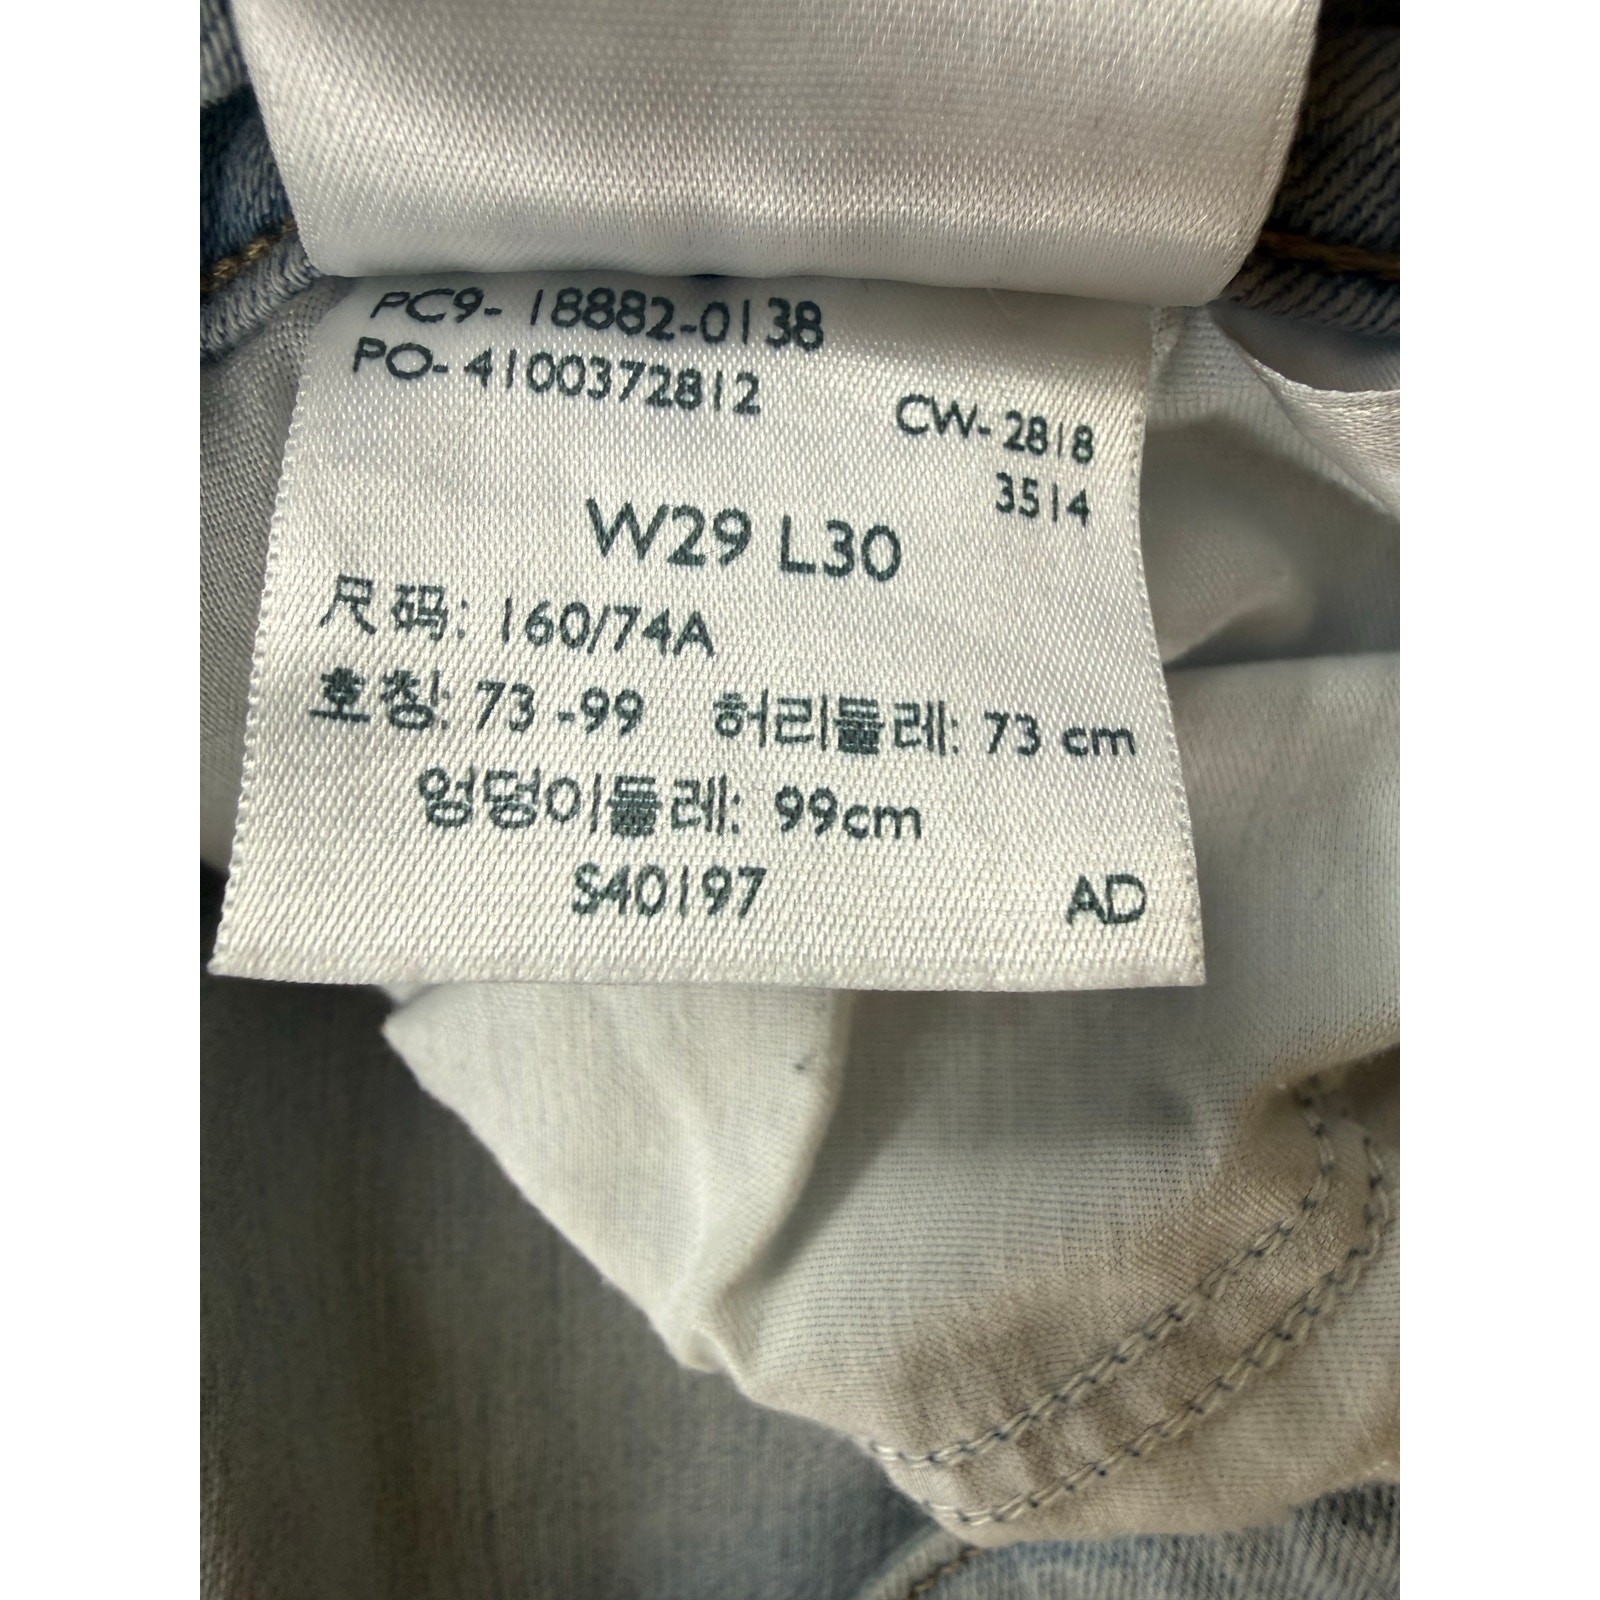 PC9-18882-0138
PO-4100372812
CW-2818
3514
W29 L30
尺码: 160/74A
호칭: 73-99 허리둘레: 73 cm
엉덩이둘레: 99cm
S40197 AD